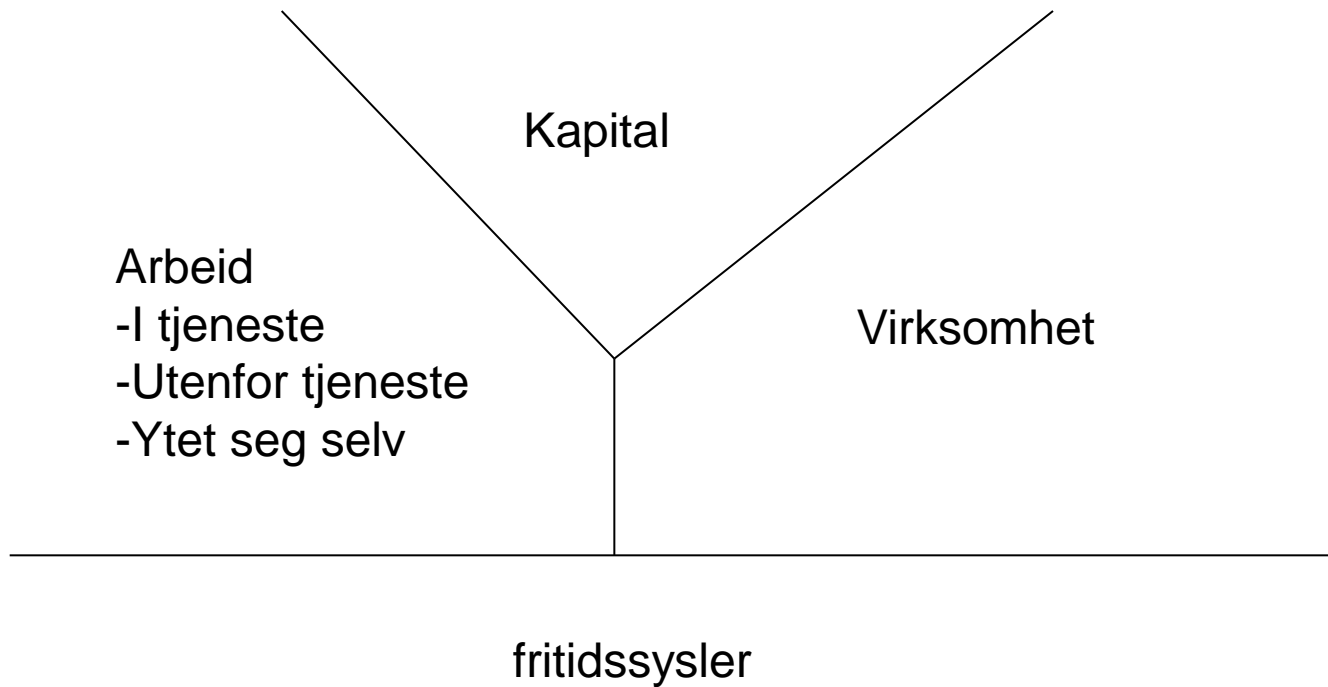 Kapital
Arbeid
-I tjeneste
-Utenfor tjeneste
-Ytet seg selv
Virksomhet
fritidssysler